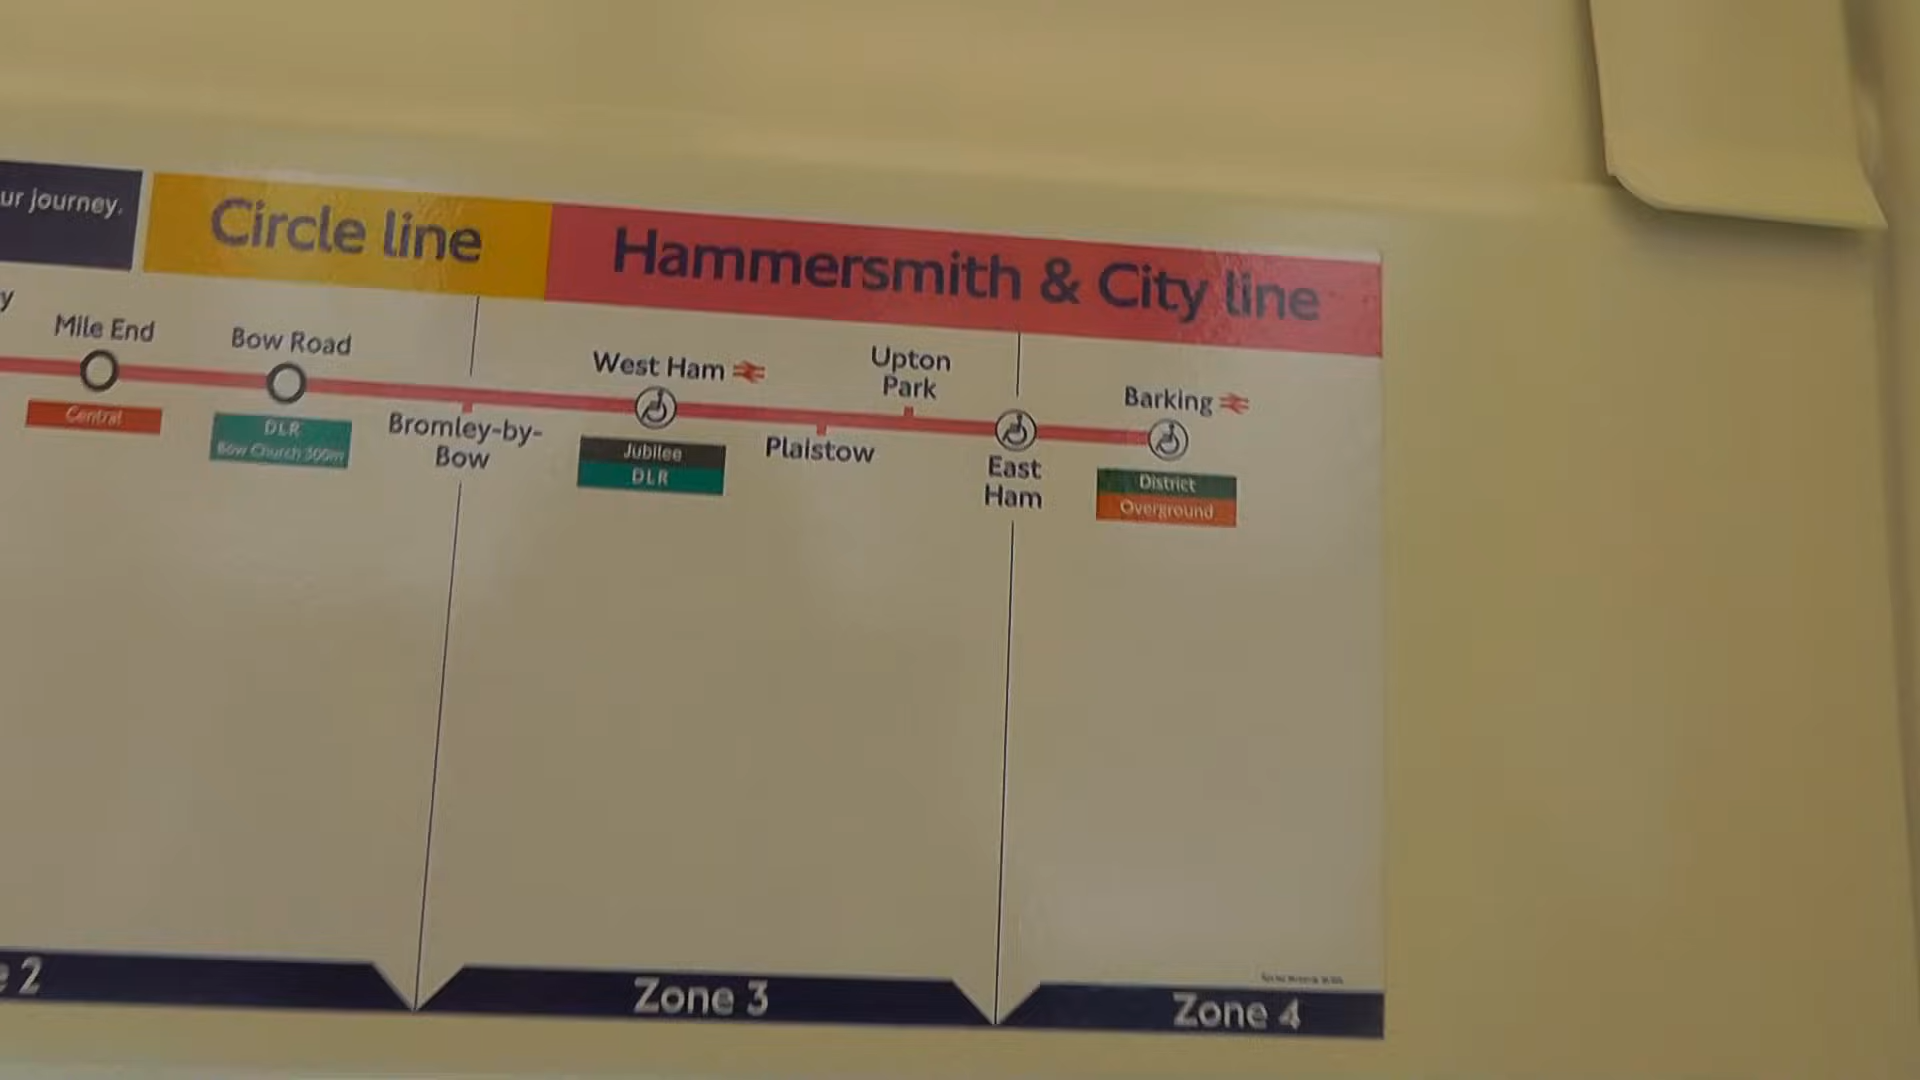 ur journey.
Circle line
Hammersmith & City line
y
Mile End
Central
Bow Road
DLR
Bow Church 300m
Bromley-by-
Bow
West Ham
Jubilee
DLR
Plaistow
Upton
Park
East
Ham
Barking
District
Overground
e 2
Zone 3
Zone 4